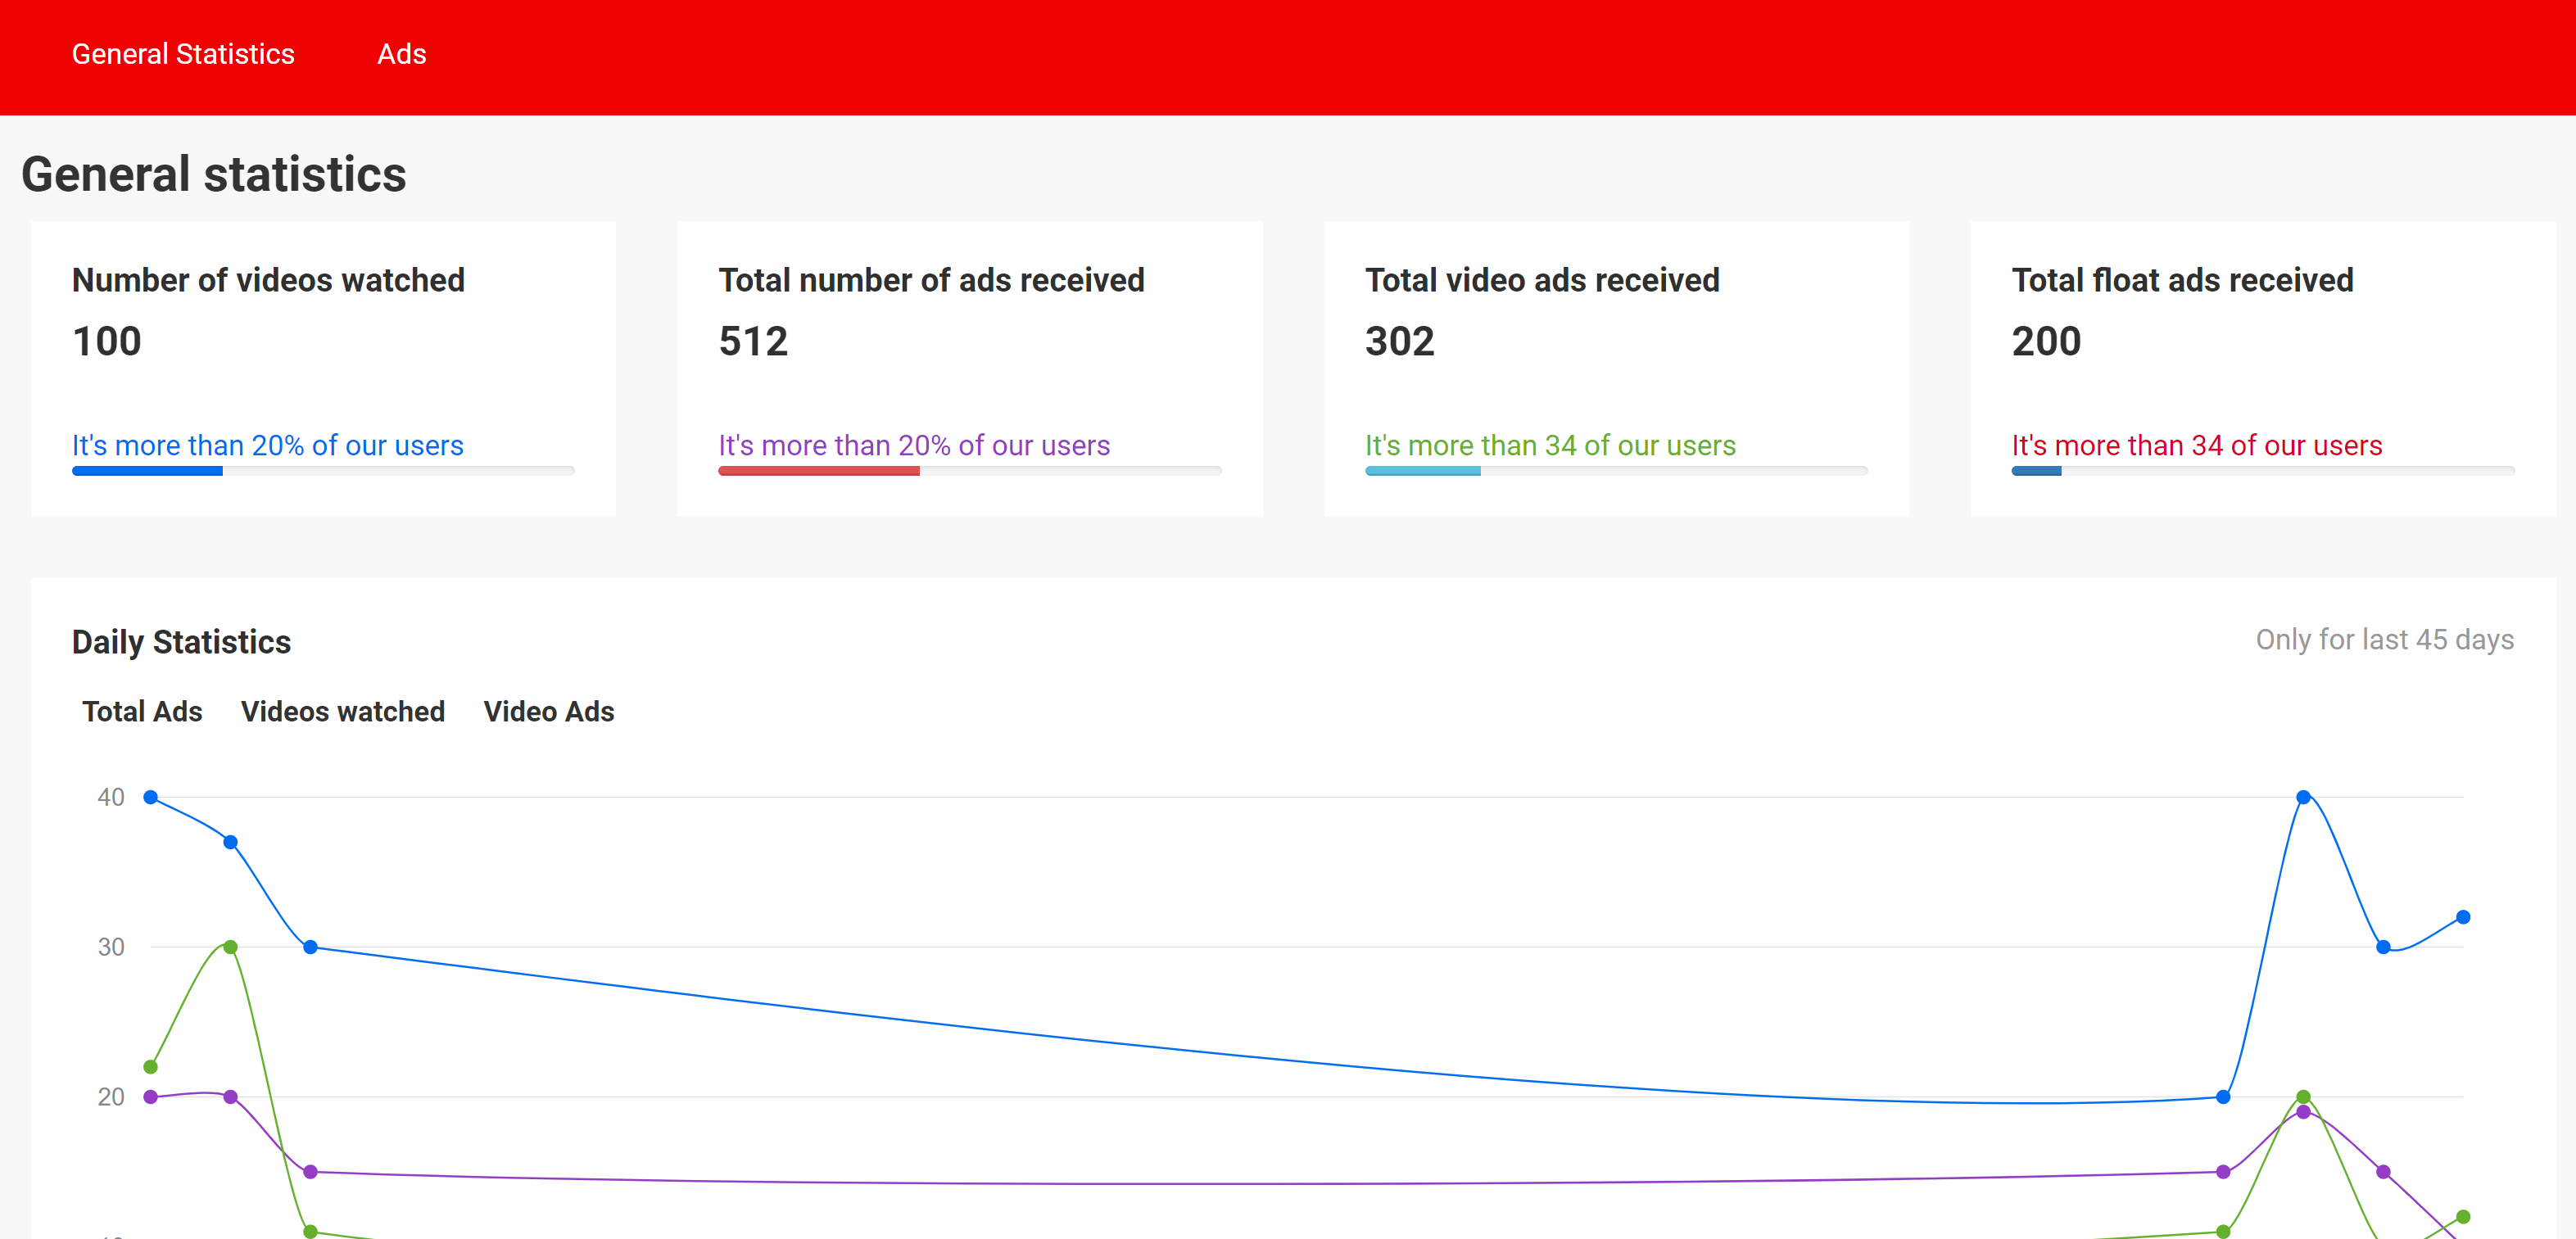 General Statistics Ads
General statistics
Number of videos watched
100
It's more than 20% of our users
Total number of ads received
512
It's more than 20% of our users
Total video ads received
302
It's more than 34 of our users
Total float ads received
200
It's more than 34 of our users
Daily Statistics
Only for last 45 days
Total Ads Videos watched Video Ads
40
30
20